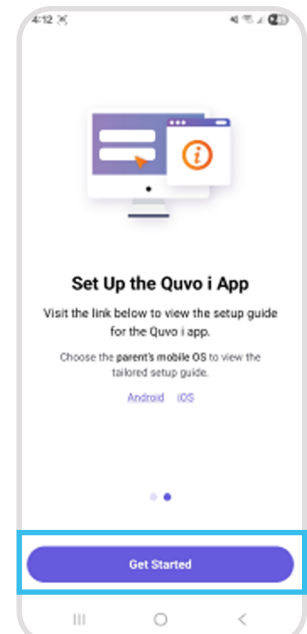 4:12
Set Up the Quvo i App
Visit the link below to view the setup guide
for the Quvo i app.
Choose the parent's mobile OS to view the
tailored setup guide.
Android iOS
Get Started